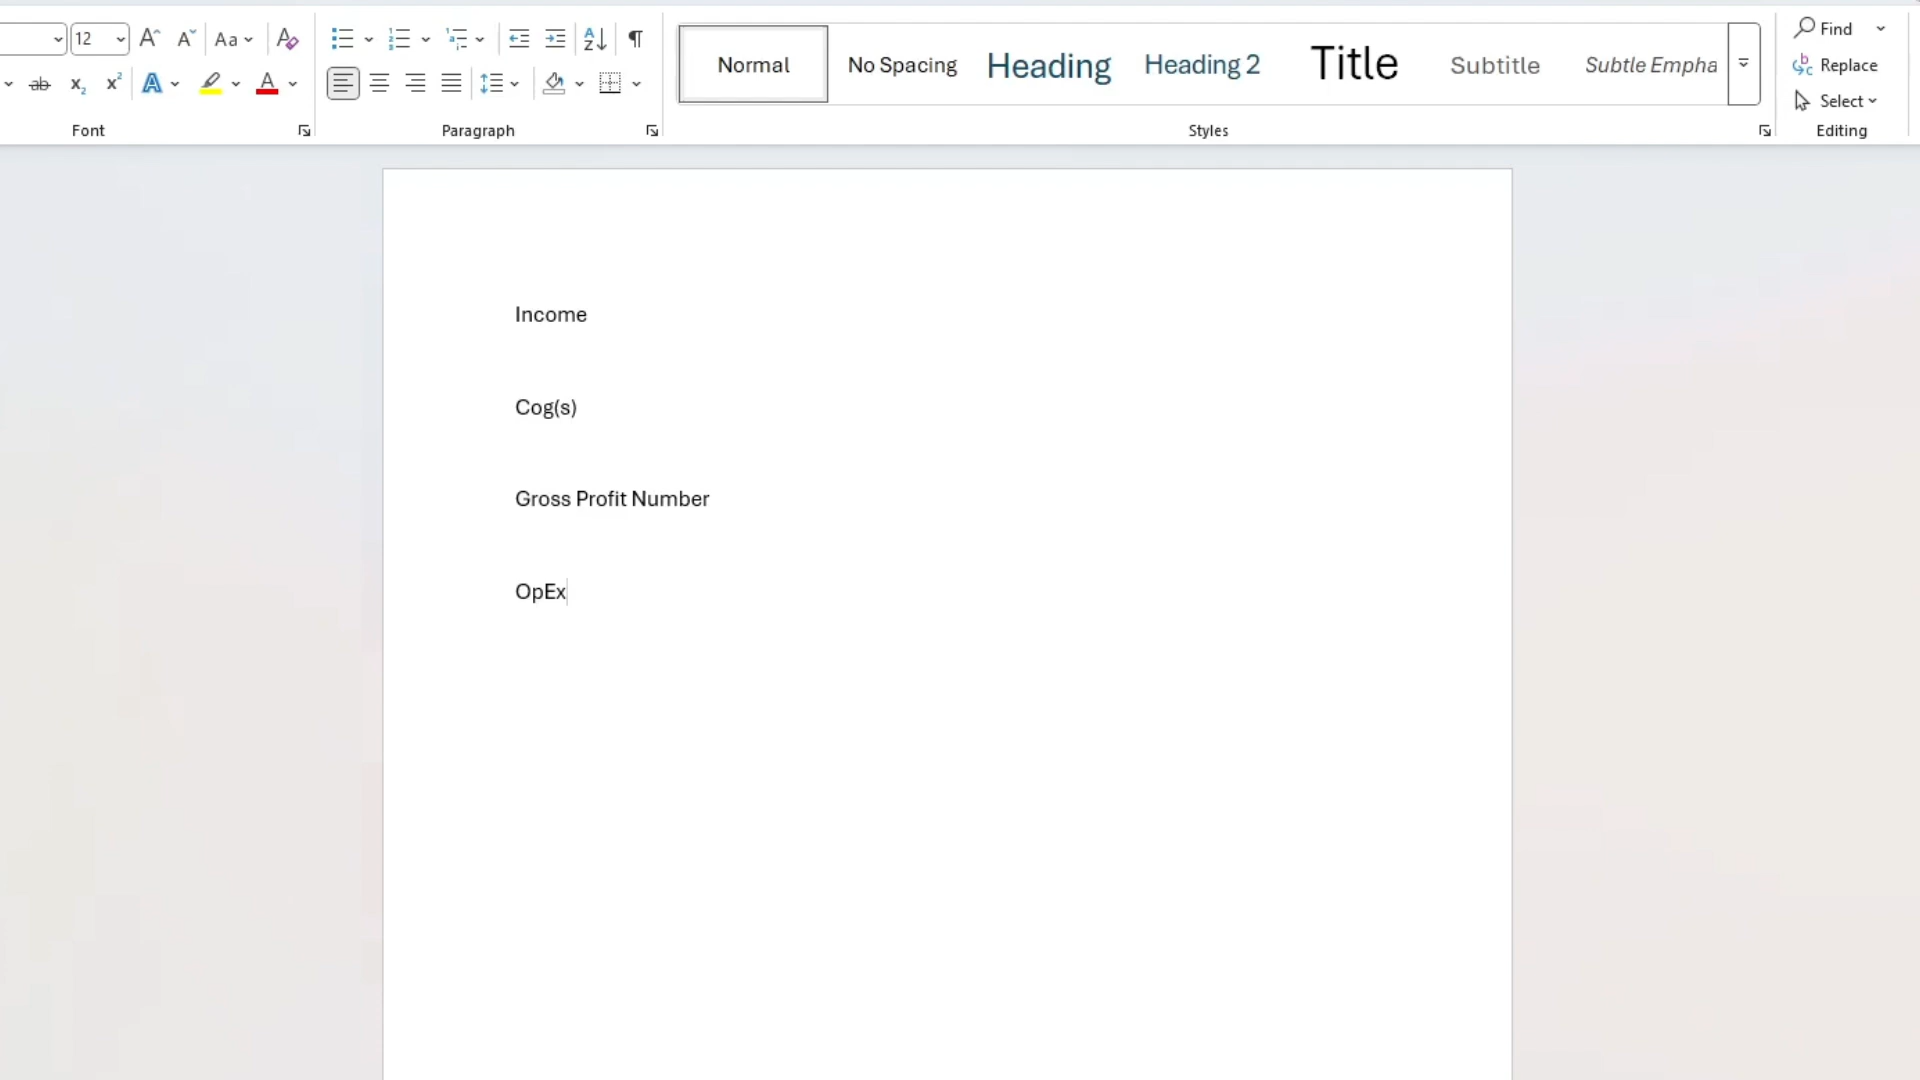 12
Aa
Find
Normal
No Spacing
Heading
Heading 2
Title
Subtitle
Subtle Empha
Replace
Select
Font
Paragraph
Styles
Editing
Income
Cog(s)
Gross Profit Number
OpEx